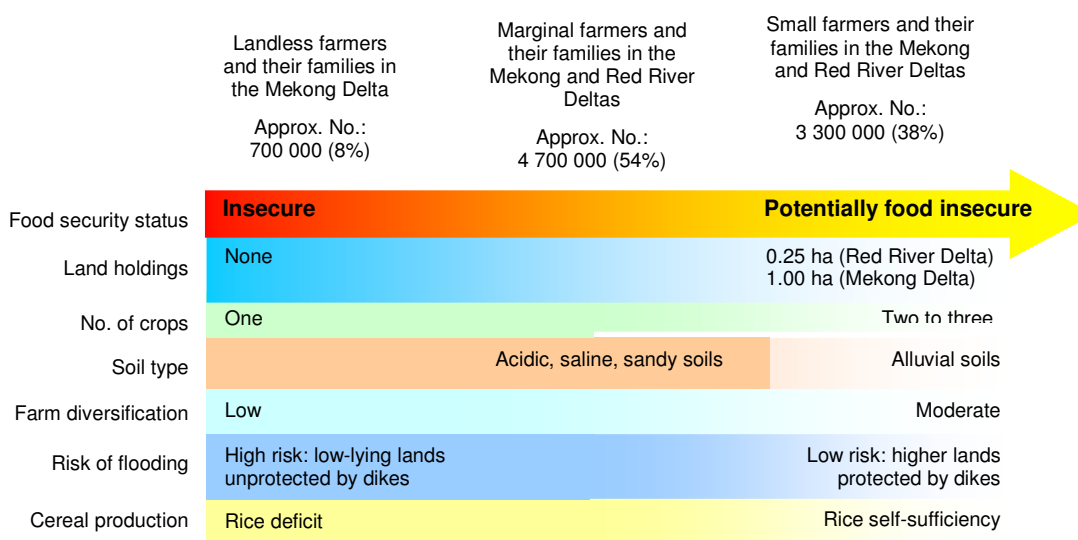 Landless farmers
and their families in
the Mekong Delta
Approx. No.:
700 000 (8%)
Marginal farmers and
their families in the
Mekong and Red River
Deltas
Approx. No.:
4 700 000 (54%)
Small farmers and their
families in the Mekong
and Red River Deltas
Approx. No.:
3 300 000 (38%)
Food security status
Insecure
Potentially food insecure
Land holdings
None
0.25 ha (Red River Delta)
1.00 ha (Mekong Delta)
No. of crops
One
Two to three
Soil type
Acidic, saline, sandy soils
Alluvial soils
Farm diversification
Low
Moderate
Risk of flooding
High risk: low-lying lands
unprotected by dikes
Low risk: higher lands
protected by dikes
Cereal production
Rice deficit
Rice self-sufficiency